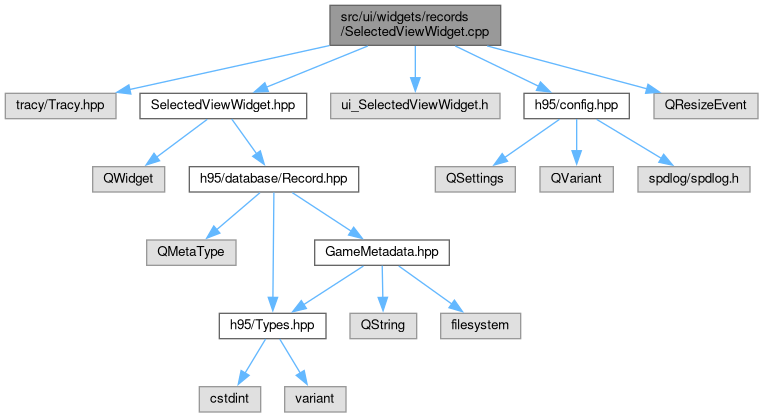 src/ui/widgets/records
/SelectedViewWidget.cpp
tracy/Tracy.hpp
SelectedViewWidget.hpp
ui_SelectedViewWidget.h
h95/config.hpp
QResizeEvent
QWidget
h95/database/Record.hpp
QSettings
QVariant
spdlog/spdlog.h
QMetaType
GameMetadata.hpp
h95/Types.hpp
QString
filesystem
cstdint
variant